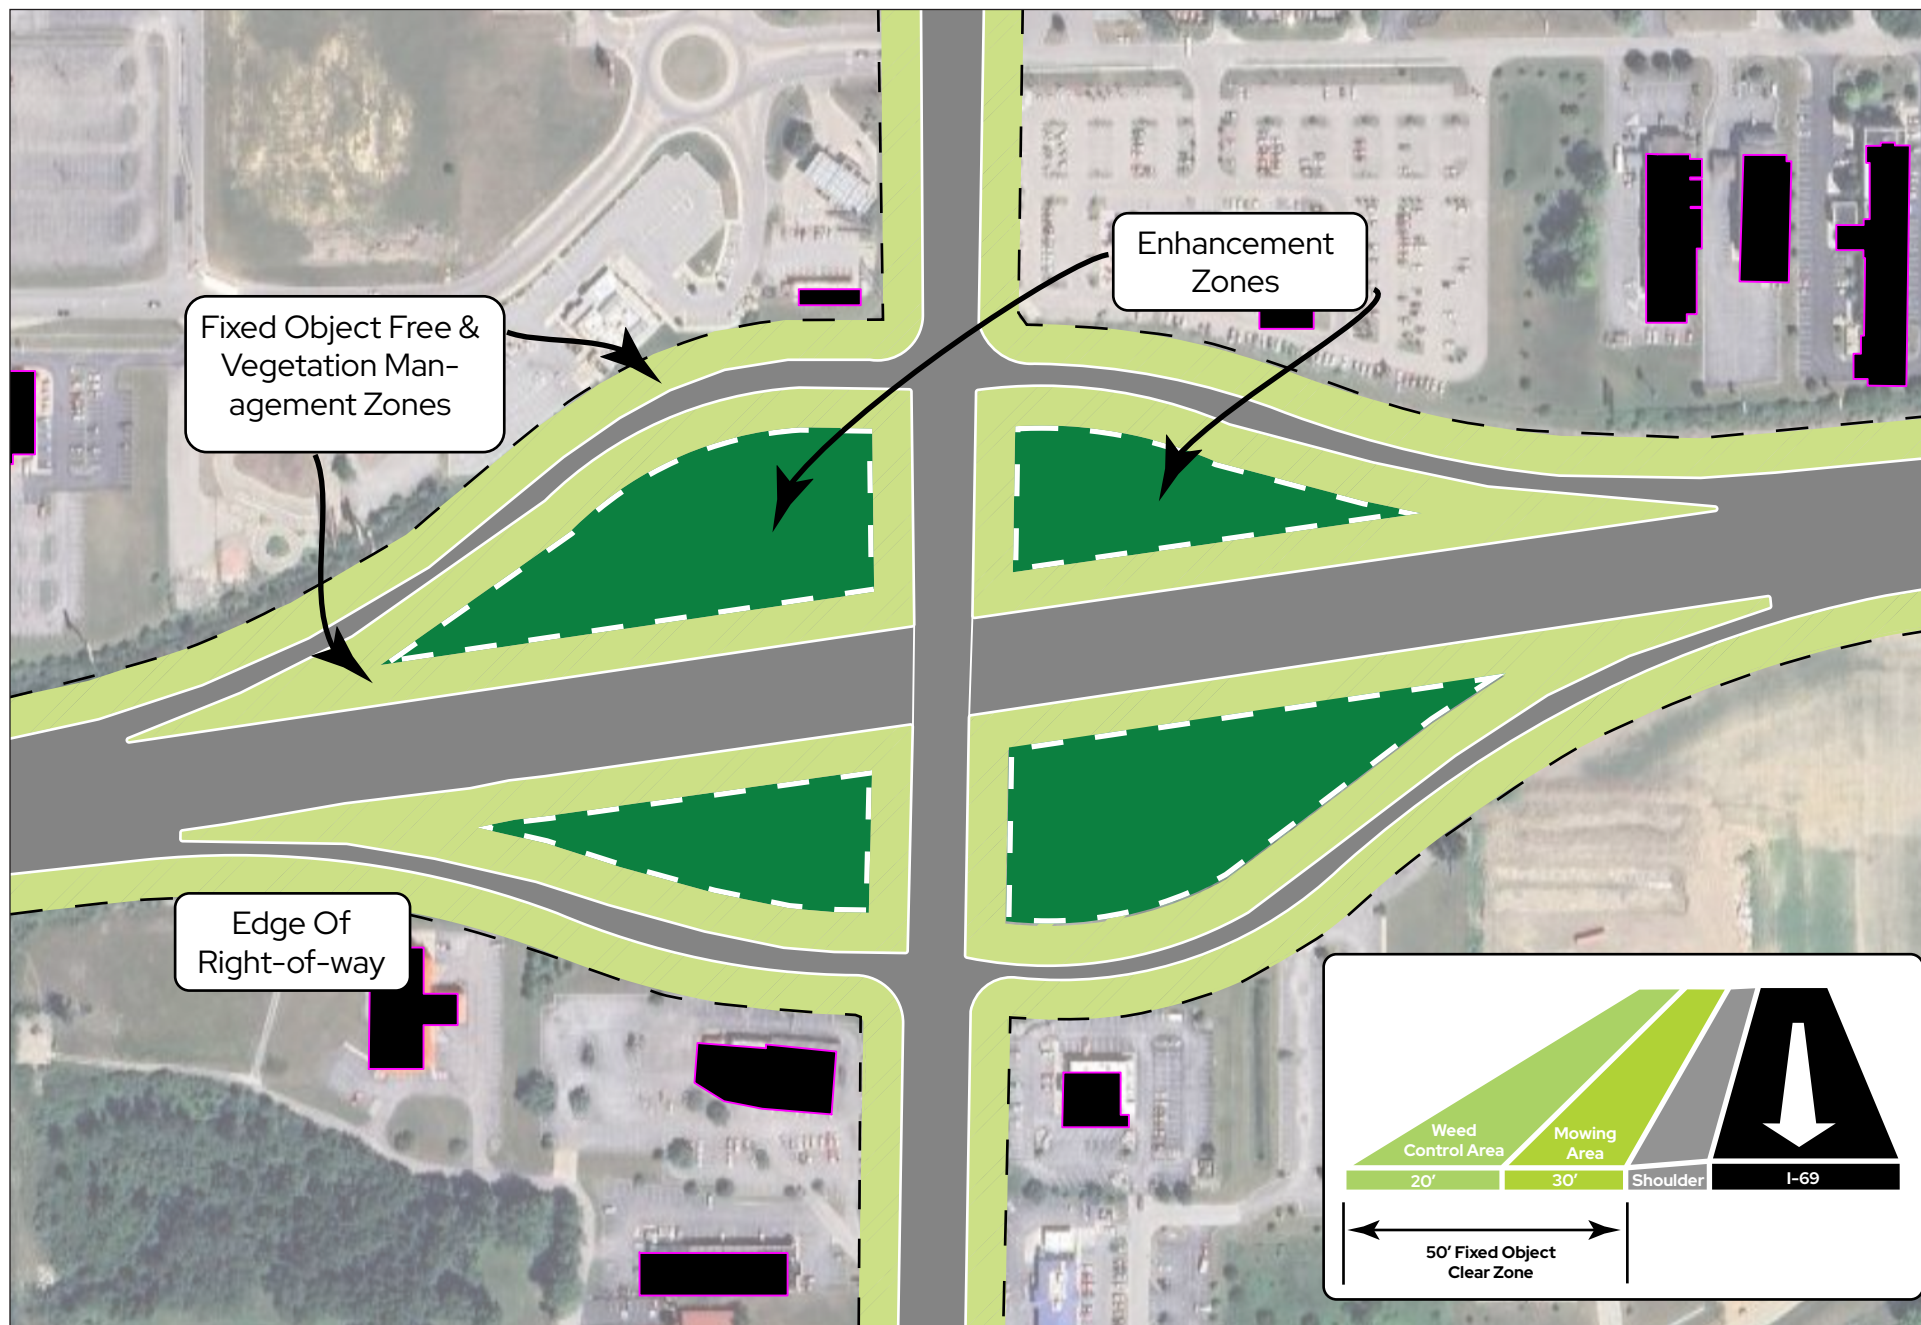 Enhancement
Zones
Fixed Object Free &
Vegetation Man-
agement Zones
Edge Of
Right-of-way
Weed
Control Area
Mowing
Area
20'
30'
Shoulder
I-69
50' Fixed Object
Clear Zone